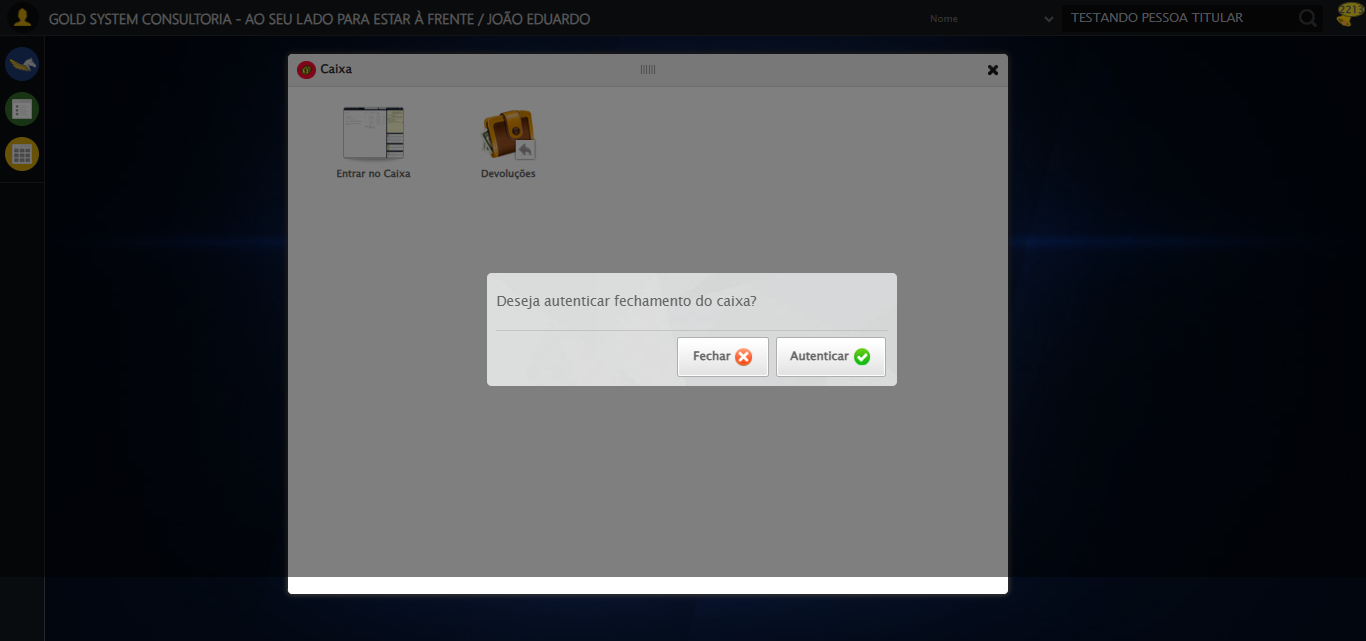 GOLD SYSTEM CONSULTORIA - AO SEU LADO PARA ESTAR À FRENTE / JOÃO EDUARDO
Nome
TESTANDO PESSOA TITULAR
2213
Caixa
Entrar no Caixa
Devoluções
Deseja autenticar fechamento do caixa?
Fechar
Autenticar